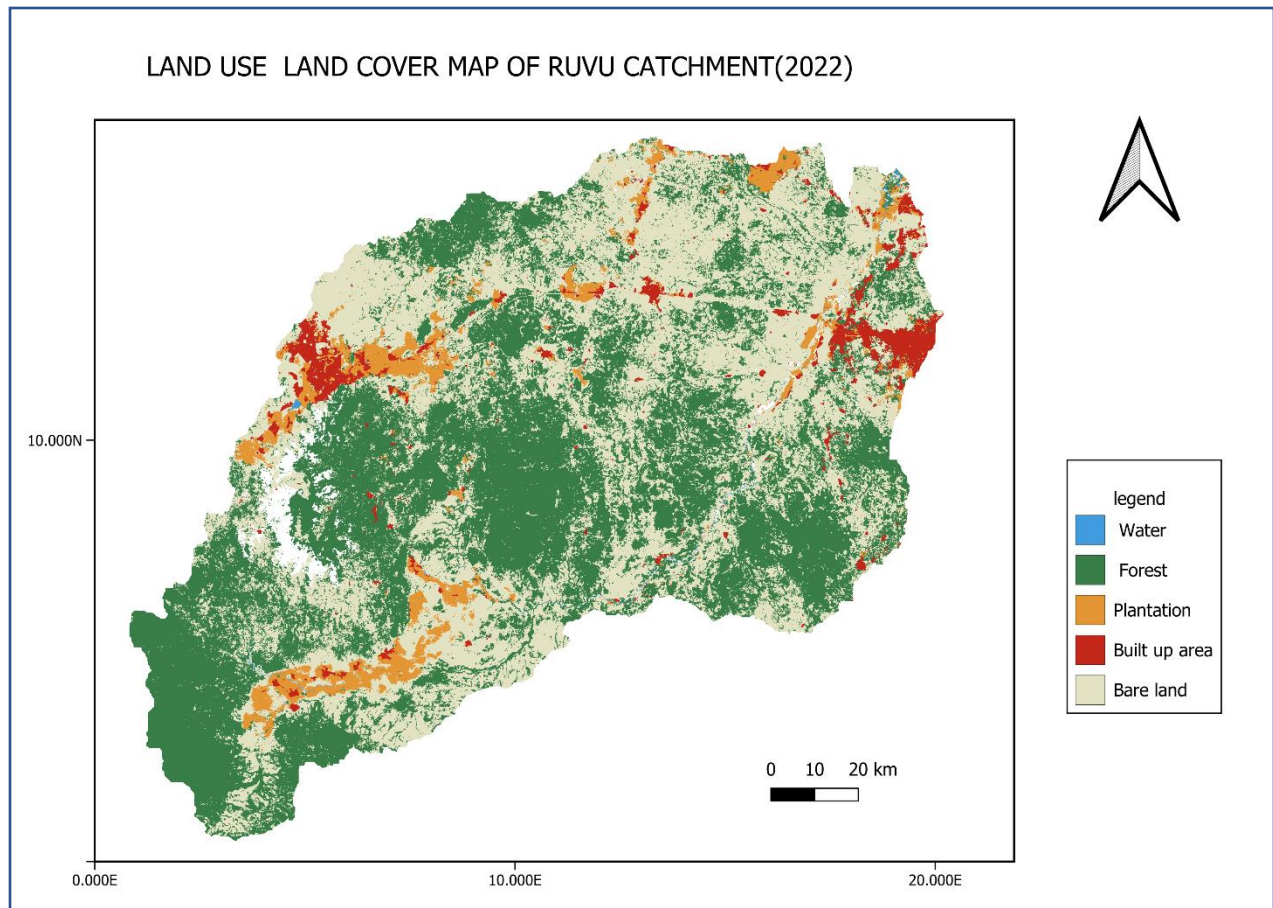 LAND USE  LAND COVER MAP OF RUVU CATCHMENT(2022)
10.000N
legend
Water
Forest
Plantation
Built up area
Bare land
0 10 20 km
0.000E 10.000E 20.000E